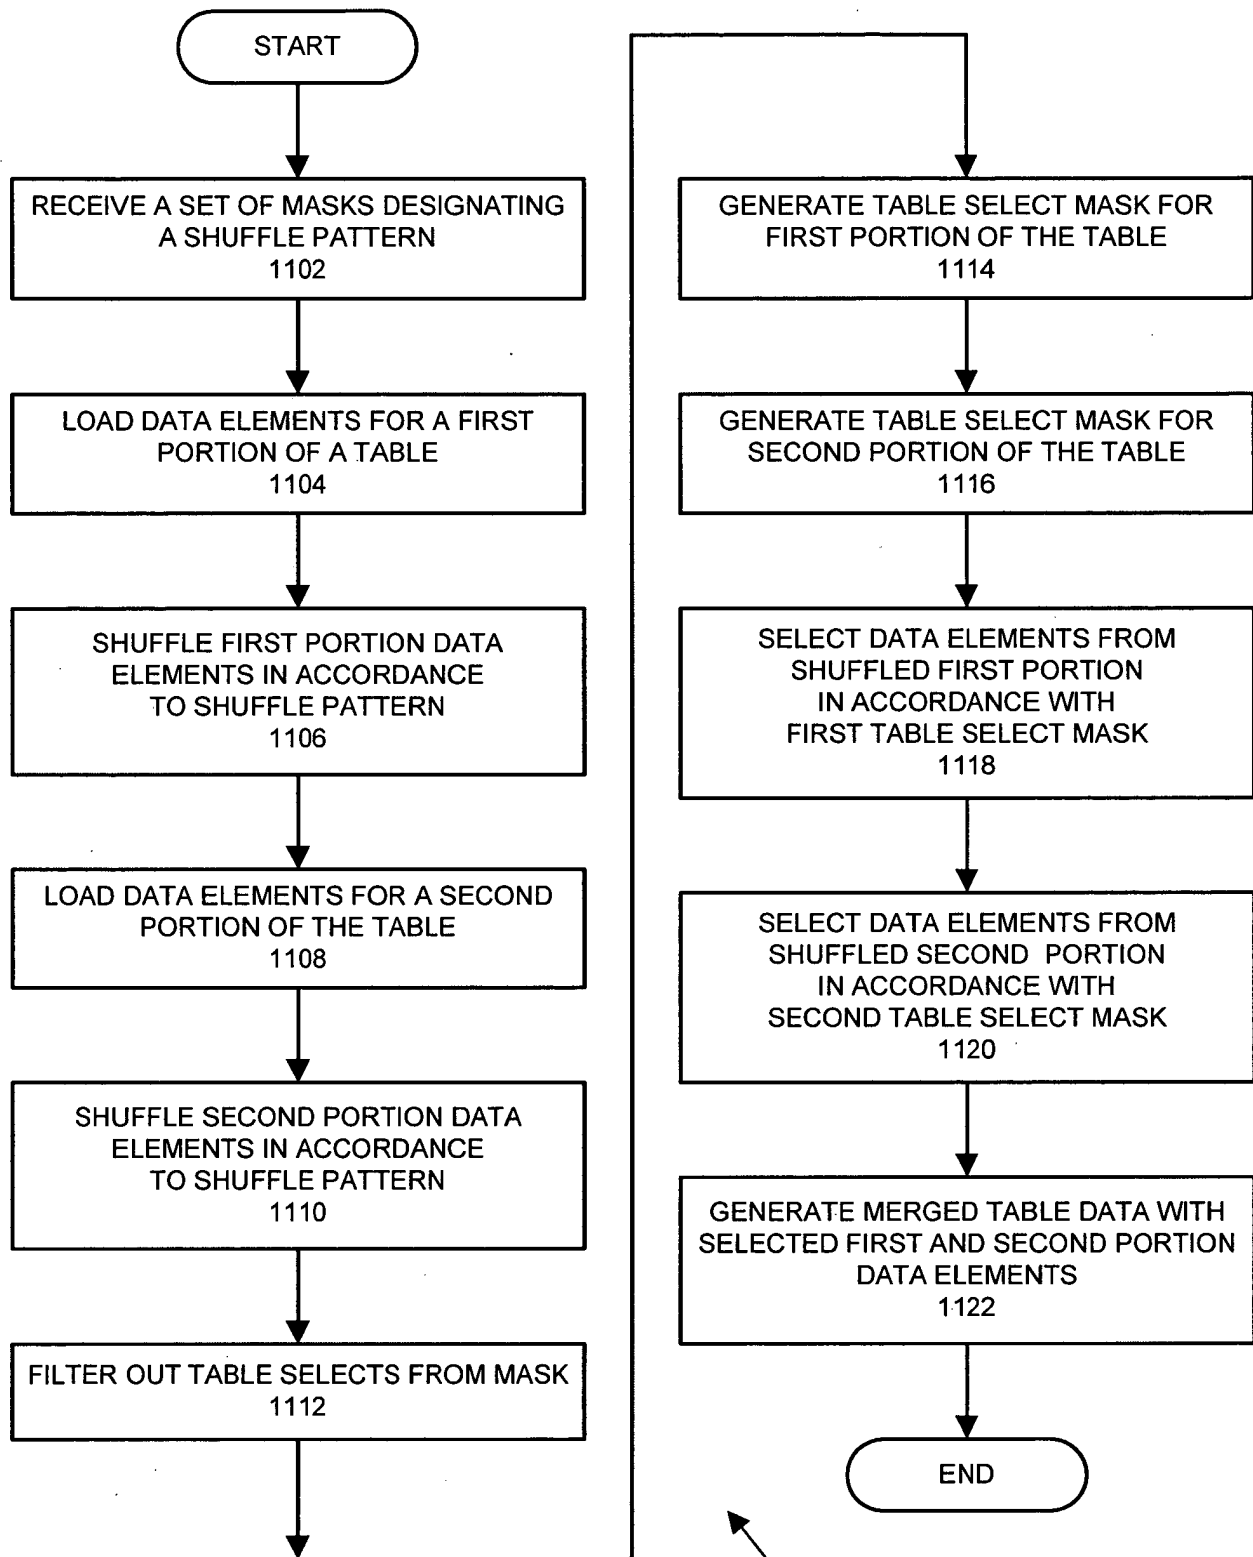 START
RECEIVE A SET OF MASKS DESIGNATING
A SHUFFLE PATTERN
1102
LOAD DATA ELEMENTS FOR A FIRST
PORTION OF A TABLE
1104
SHUFFLE FIRST PORTION DATA
ELEMENTS IN ACCORDANCE
TO SHUFFLE PATTERN
1106
LOAD DATA ELEMENTS FOR A SECOND
PORTION OF THE TABLE
1108
SHUFFLE SECOND PORTION DATA
ELEMENTS IN ACCORDANCE
TO SHUFFLE PATTERN
1110
FILTER OUT TABLE SELECTS FROM MASK
1112
GENERATE TABLE SELECT MASK FOR
FIRST PORTION OF THE TABLE
1114
GENERATE TABLE SELECT MASK FOR
SECOND PORTION OF THE TABLE
1116
SELECT DATA ELEMENTS FROM
SHUFFLED FIRST PORTION
IN ACCORDANCE WITH
FIRST TABLE SELECT MASK
1118
SELECT DATA ELEMENTS FROM
SHUFFLED SECOND PORTION
IN ACCORDANCE WITH
SECOND TABLE SELECT MASK
1120
GENERATE MERGED TABLE DATA WITH
SELECTED FIRST AND SECOND PORTION
DATA ELEMENTS
1122
END